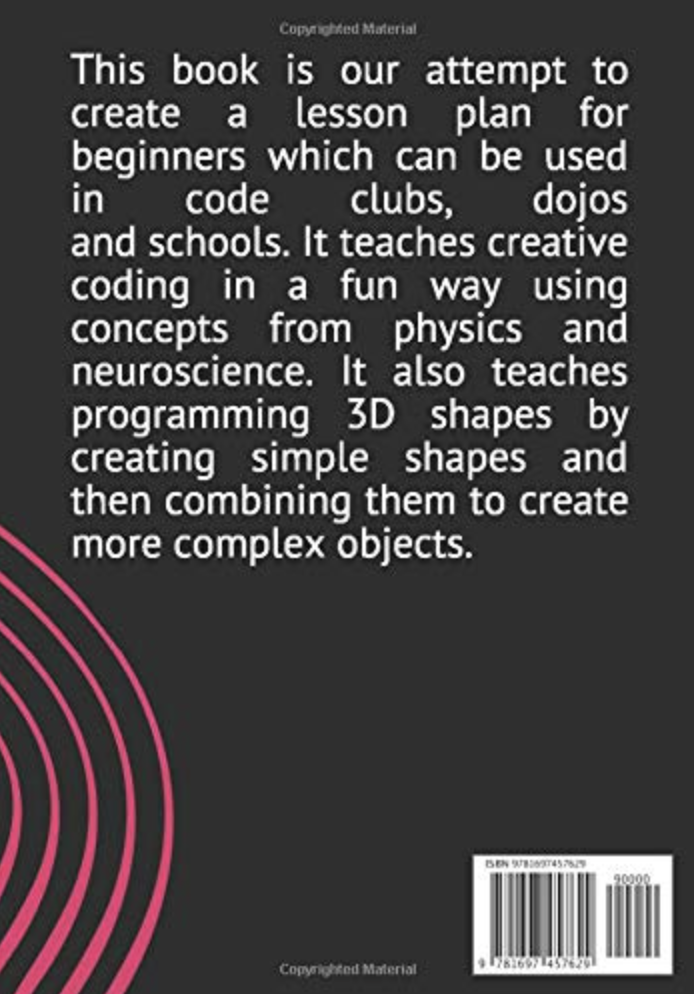 Copyrighted Material
This book is our attempt to
create a lesson plan for
beginners which can be used
in code clubs, dojos
and schools. It teaches creative
coding in a fun way using
concepts from physics and
neuroscience. It also teaches
programming 3D shapes by
creating simple shapes and
then combining them to create
more complex objects.
ISBN 9781697457629
90000
9 781697 457629
Copyrighted Material